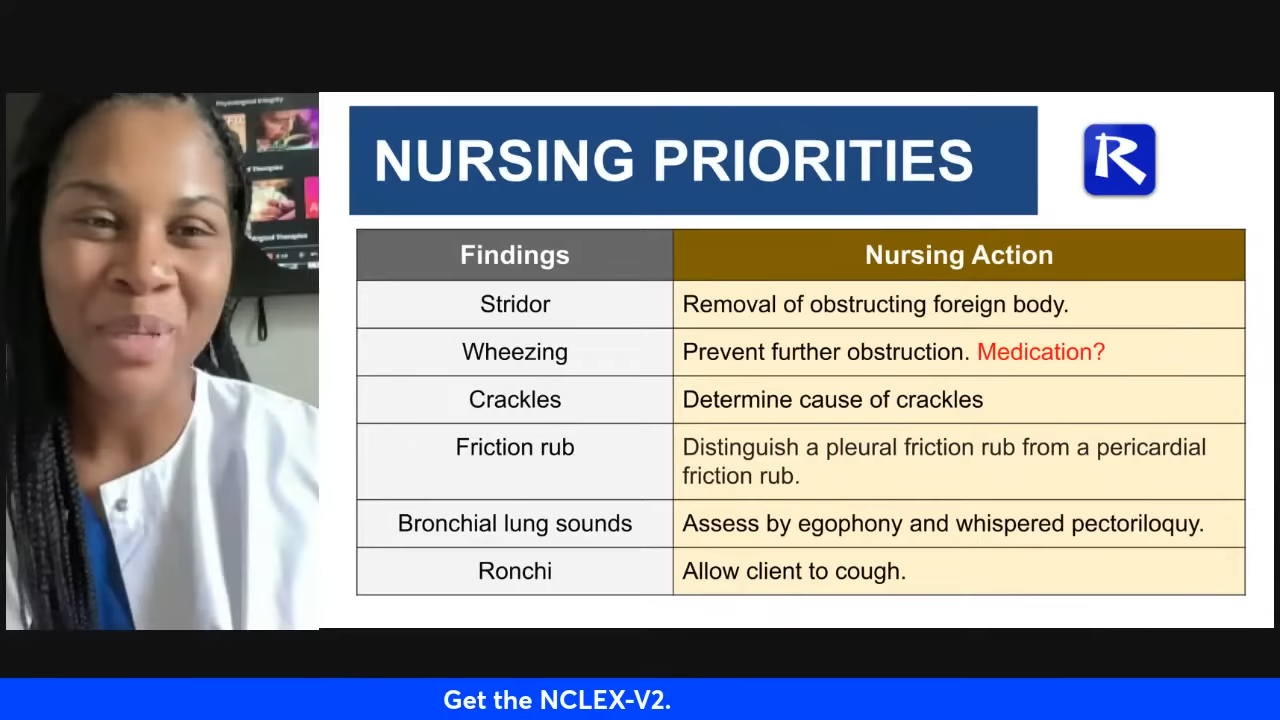 Physiological Integrity
NURSING PRIORITIES
R
Findings
Nursing Action
Stridor
Removal of obstructing foreign body.
Wheezing
Prevent further obstruction. Medication?
Crackles
Determine cause of crackles
Friction rub
Distinguish a pleural friction rub from a pericardial
friction rub.
Bronchial lung sounds
Assess by egophony and whispered pectoriloquy.
Ronchi
Allow client to cough.
Get the NCLEX-V2.